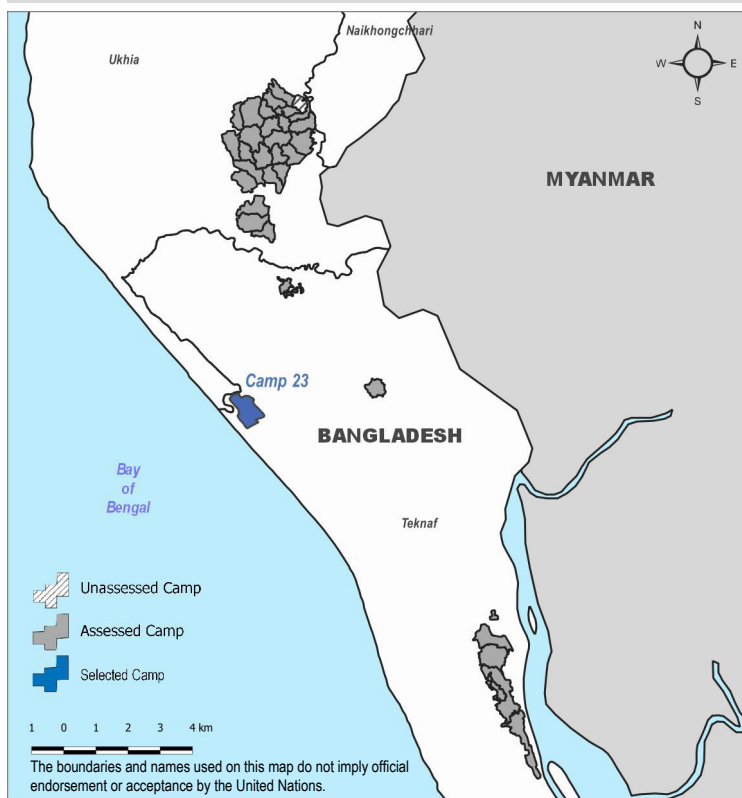 Naikhongchhari
Ukhia
N
W
E
S
MYANMAR
Camp 23
BANGLADESH
Bay
of
Bengal
Teknaf
Unassessed Camp
Assessed Camp
Selected Camp
1 0 1 2 3 4 km
The boundaries and names used on this map do not imply official
endorsement or acceptance by the United Nations.